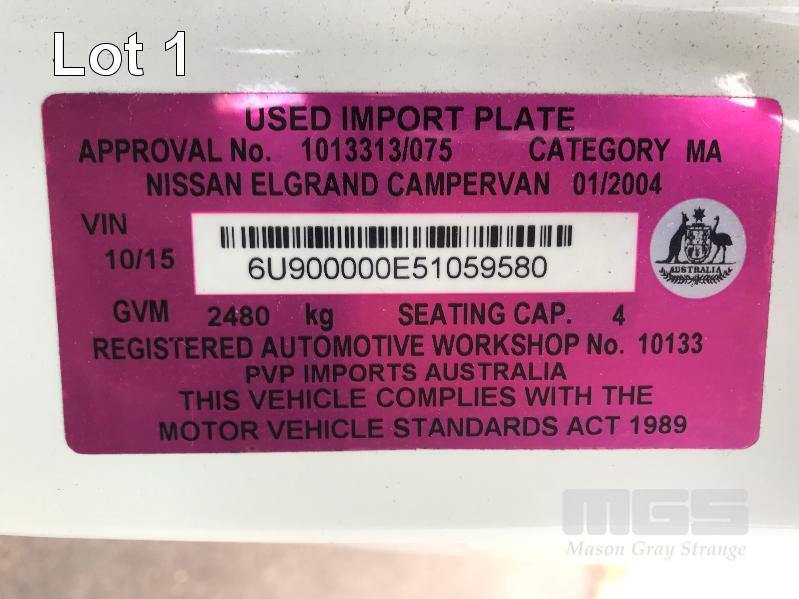 Lot 1
USED IMPORT PLATE
APPROVAL No. 1013313/075 CATEGORY MA
NISSAN ELGRAND CAMPERVAN 01/2004
VIN
10/15 6U900000E51059580
AUSTRALIA
GVM 2480 kg SEATING CAP. 4
REGISTERED AUTOMOTIVE WORKSHOP No. 10133
PVP IMPORTS AUSTRALIA
THIS VEHICLE COMPLIES WITH THE
MOTOR VEHICLE STANDARDS ACT 1989
MGS
Mason Gray Strange